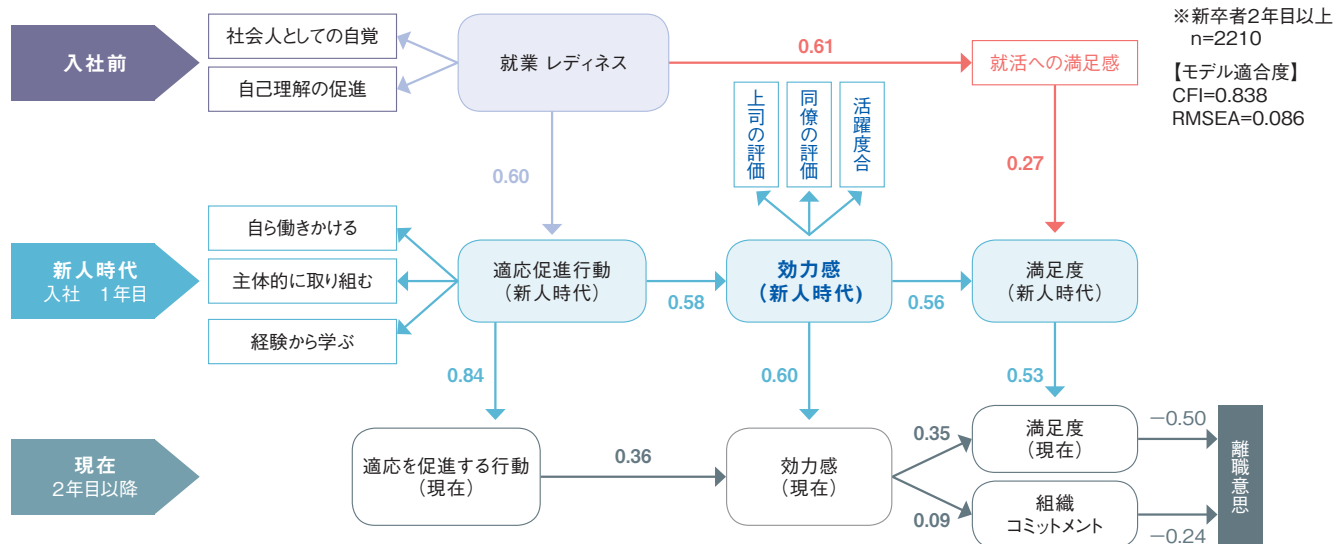 ※新卒者2年目以上
n=2210
【モデル適合度】
CFI=0.838
RMSEA=0.086
入社前
社会人としての自覚
自己理解の促進
就業 レディネス
0.61
就活への満足感
上司の評価
同僚の評価
活躍度合
0.60
0.27
新人時代
入社 1年目
自ら働きかける
主体的に取り組む
経験から学ぶ
適応促進行動
(新人時代)
0.58
効力感
(新人時代)
0.56
満足度
(新人時代)
0.84
0.60
0.53
現在
2年目以降
適応を促進する行動
(現在)
0.36
効力感
(現在)
0.35
0.09
満足度
(現在)
組織
コミットメント
−0.50
−0.24
離職意思